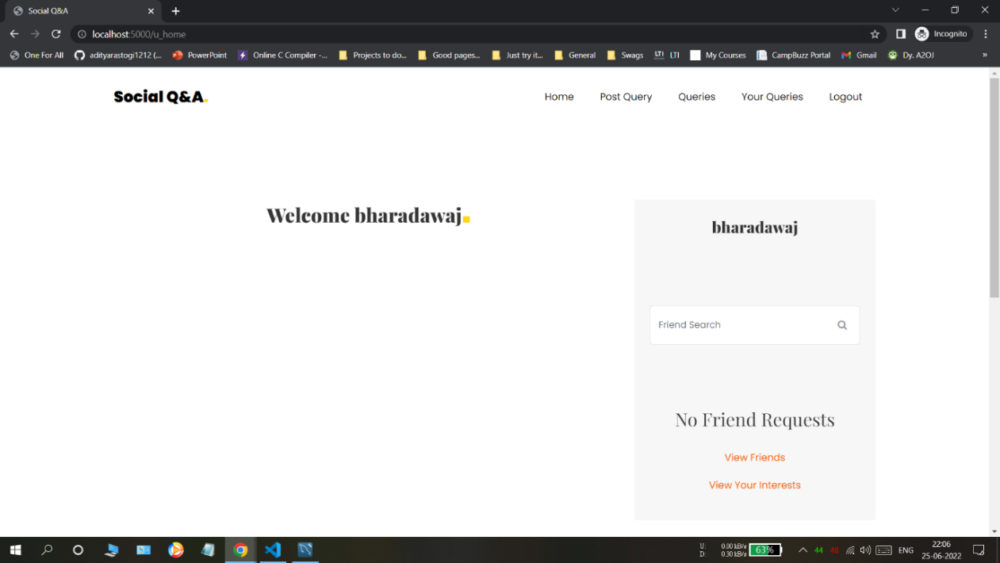 Social Q&A
localhost:5000/u_home
Incognito
One For All
adityarastogi1212 (...
PowerPoint
Online C Compiler -...
Projects to do...
Good pages...
Just try it...
General
Swags
LTI LTI
My Courses
CampBuzz Portal
Gmail
Dy. A2OJ
»
Social Q&A.
Home
Post Query
Queries
Your Queries
Logout
Welcome bharadawaj
bharadawaj
Friend Search
No Friend Requests
View Friends
View Your Interests
U: 0.00 kB/s
D: 0.30 kB/s
63%
44
48
ENG
22:06
25-06-2022